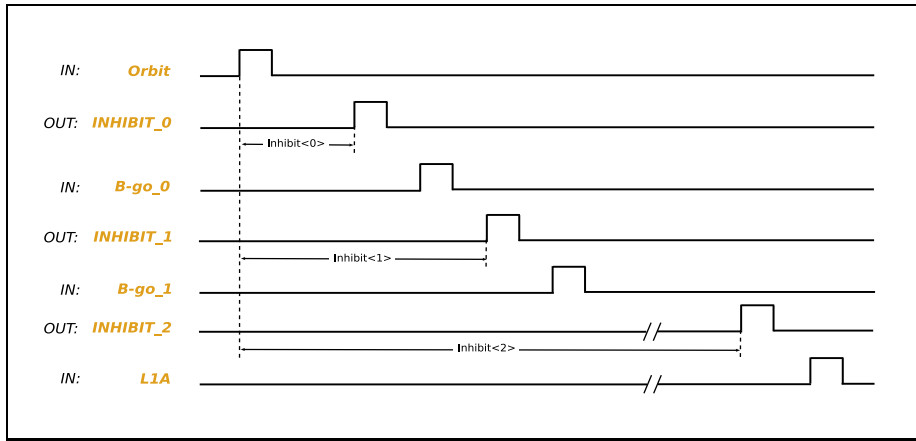 IN: Orbit
OUT: INHIBIT_0
Inhibit<0>
IN: B-go_0
OUT: INHIBIT_1
Inhibit<1>
IN: B-go_1
OUT: INHIBIT_2
Inhibit<2>
IN: L1A